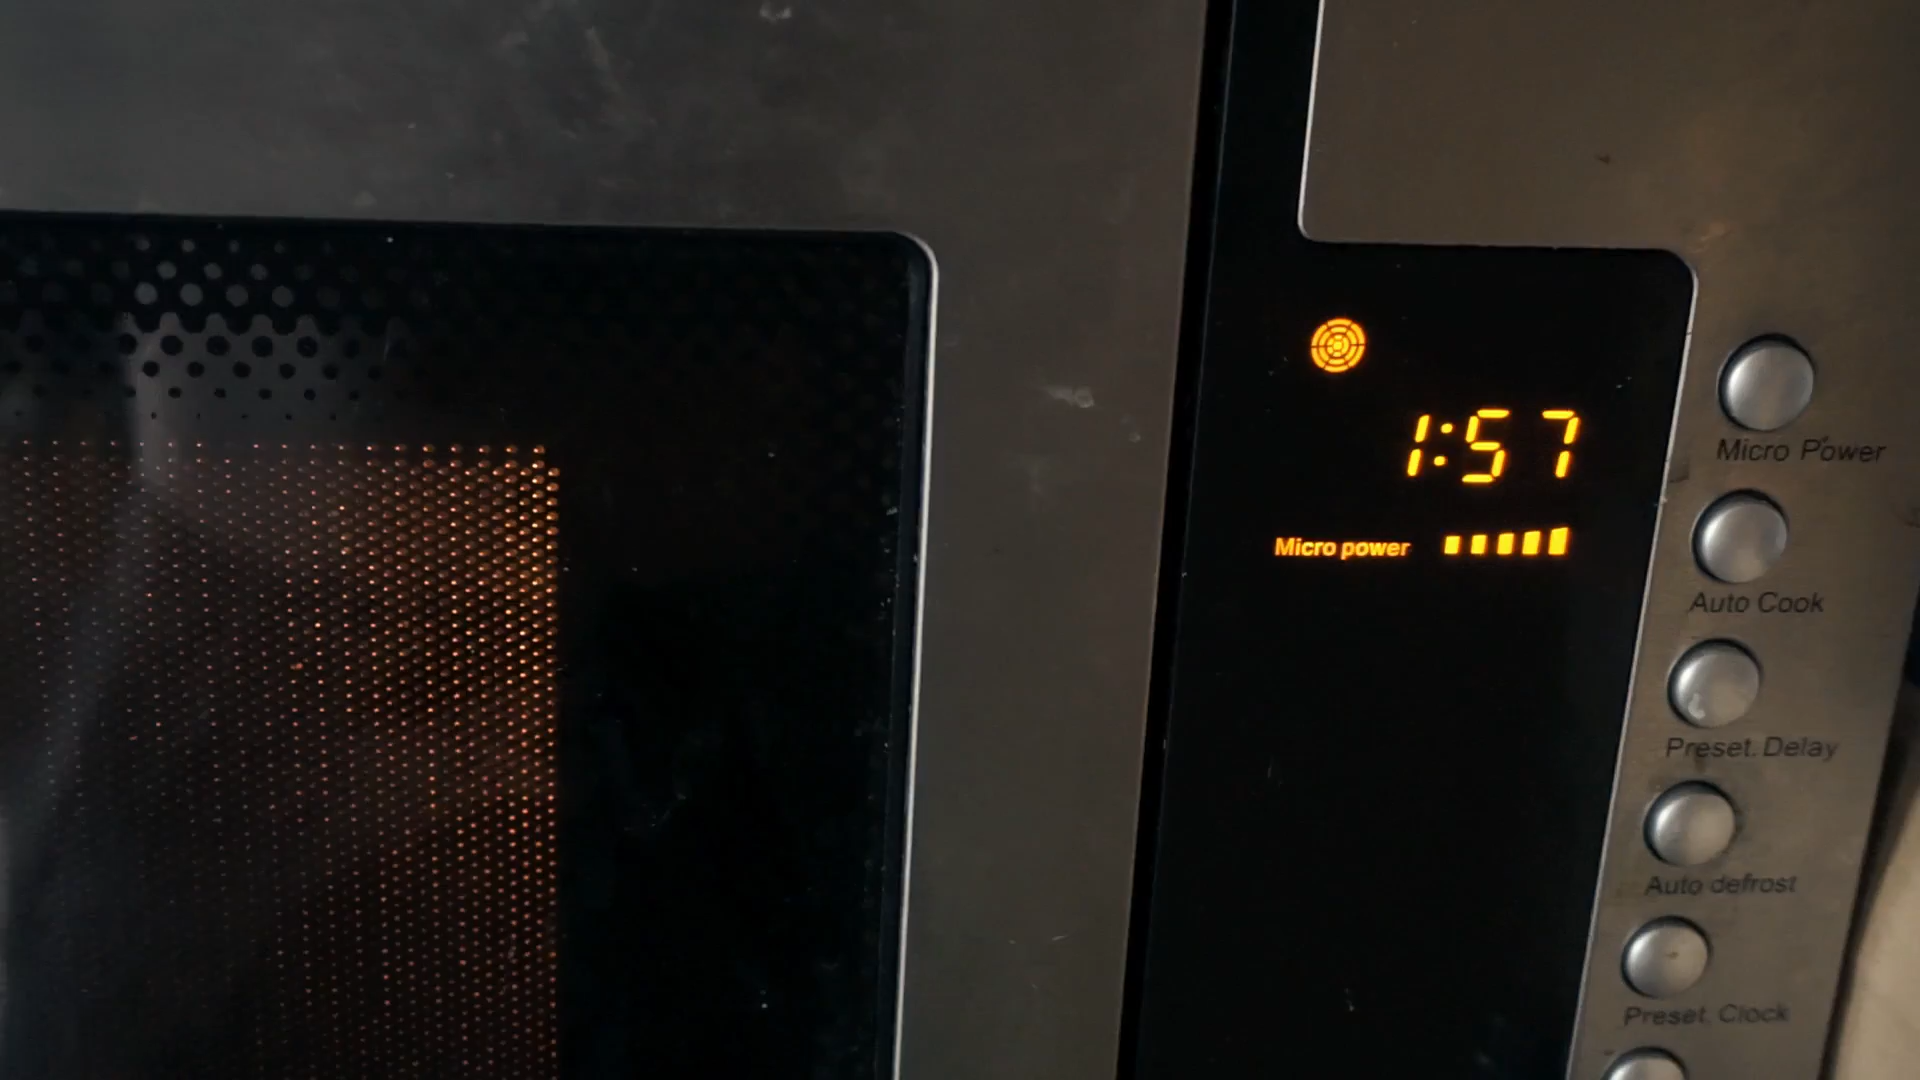 1:57
Micro power
Micro Power
Auto Cook
Preset. Delay
Auto defrost
Preset. Clock